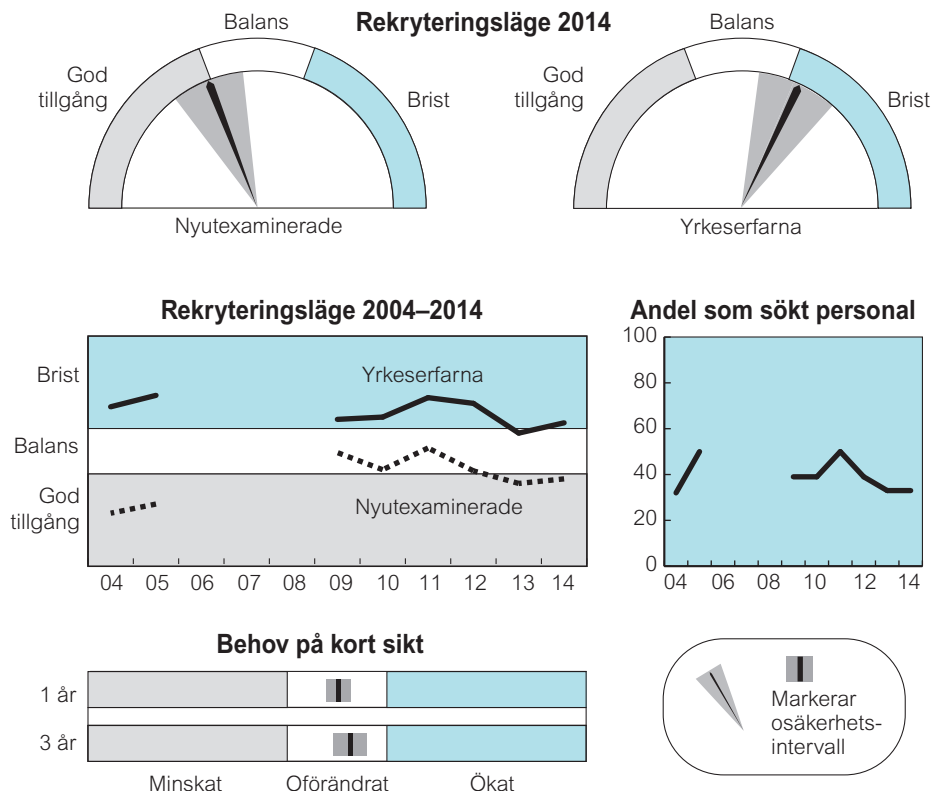 Rekryteringsläge 2014
Balans
God
tillgång
Brist
Nyutexaminerade
Balans
God
tillgång
Brist
Yrkeserfarna
Rekryteringsläge 2004–2014
Brist
Balans
God
tillgång
Yrkeserfarna
Nyutexaminerade
04 05 06 07 08 09 10 11 12 13 14
Andel som sökt personal
100
80
60
40
20
0
04 06 08 10 12 14
Behov på kort sikt
1 år
3 år
Minskat Oförändrat Ökat
Markerar
osäkerhets-
intervall